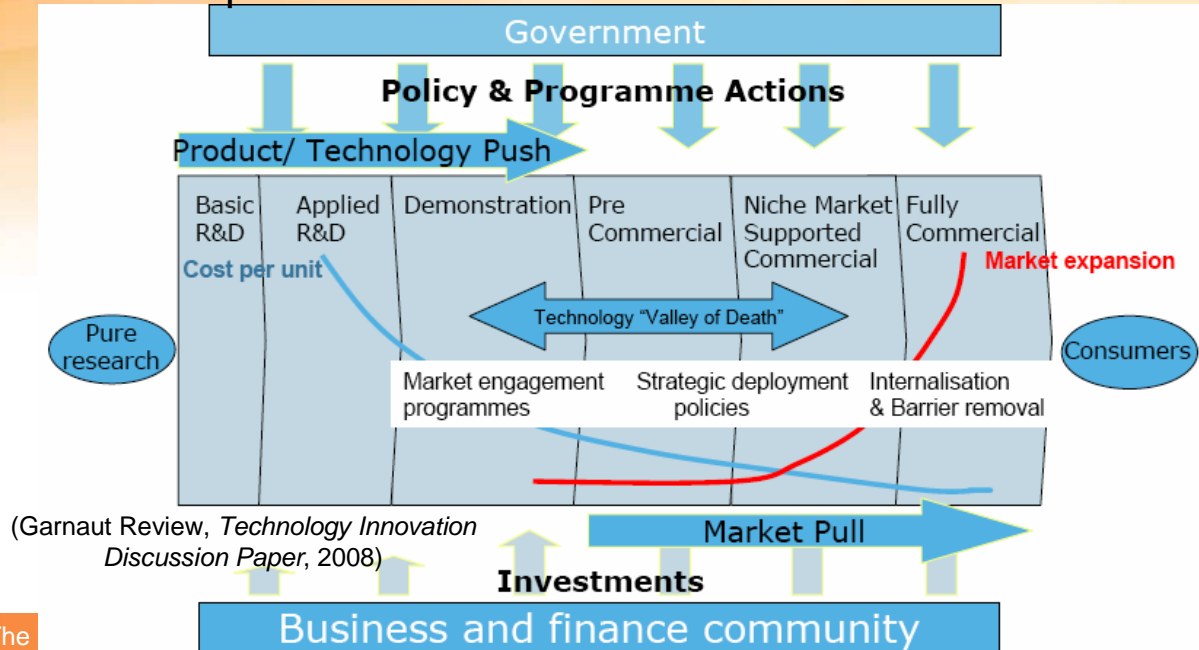 Government
Policy & Programme Actions
Product/ Technology Push
Basic
R&D
Applied
R&D
Demonstration
Pre
Commercial
Niche Market
Supported
Commercial
Fully
Commercial
Cost per unit
Market expansion
Technology “Valley of Death”
Pure
research
Consumers
Market engagement
programmes
Strategic deployment
policies
Internalisation
& Barrier removal
(Garnaut Review, Technology Innovation
Discussion Paper, 2008)
Market Pull
Investments
The
Business and finance community